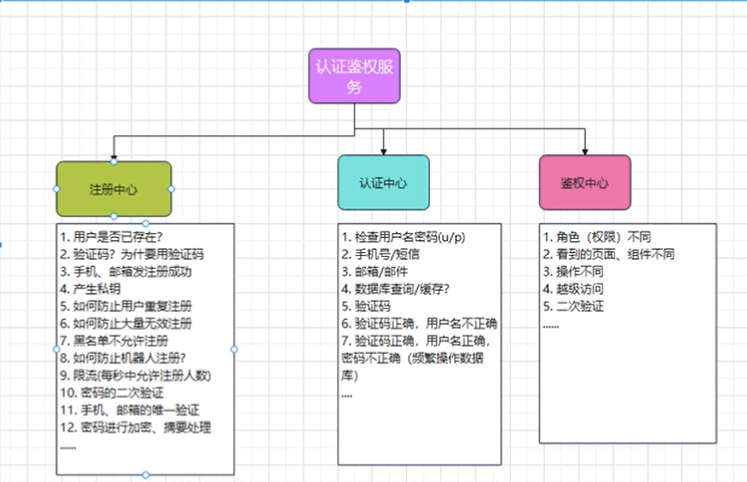 认证鉴权服
务
注册中心
认证中心
鉴权中心
1. 用户是否已存在?
2. 验证码? 为什要用验证码
3. 手机、邮箱发注册成功
4. 产生私钥
5. 如何防止用户重复注册
6. 如何防止大量无效注册
7. 黑名单不允许注册
8. 如何防止机器人注册?
9. 限流(每秒中允许注册人数)
10. 密码的二次验证
11. 手机、邮箱的唯一验证
12. 密码进行加密、摘要处理
......
1. 检查用户名密码(u/p)
2. 手机号/短信
3. 邮箱/邮件
4. 数据库查询/缓存?
5. 验证码
6. 验证码正确，用户名不正确
7. 验证码正确，用户名正确，
密码不正确（频繁操作数据
库）
....
1. 角色（权限）不同
2. 看到的页面、组件不同
3. 操作不同
4. 越级访问
5. 二次验证
......